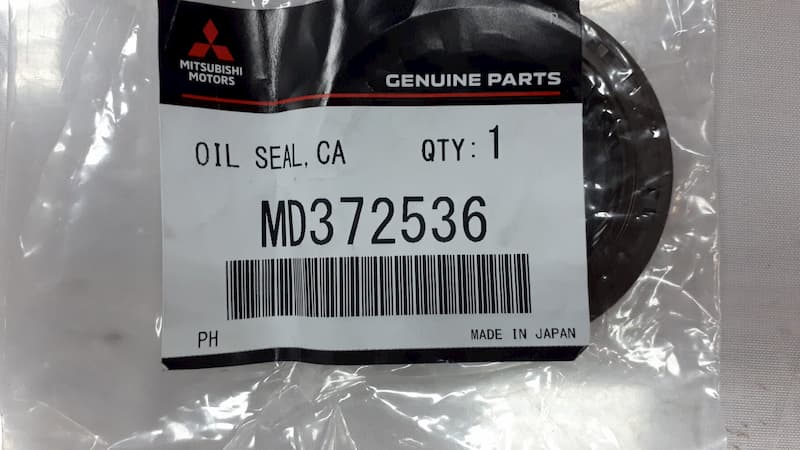 MITSUBISHI
MOTORS
GENUINE PARTS
OIL SEAL, CA QTY: 1
MD372536
PH MADE IN JAPAN